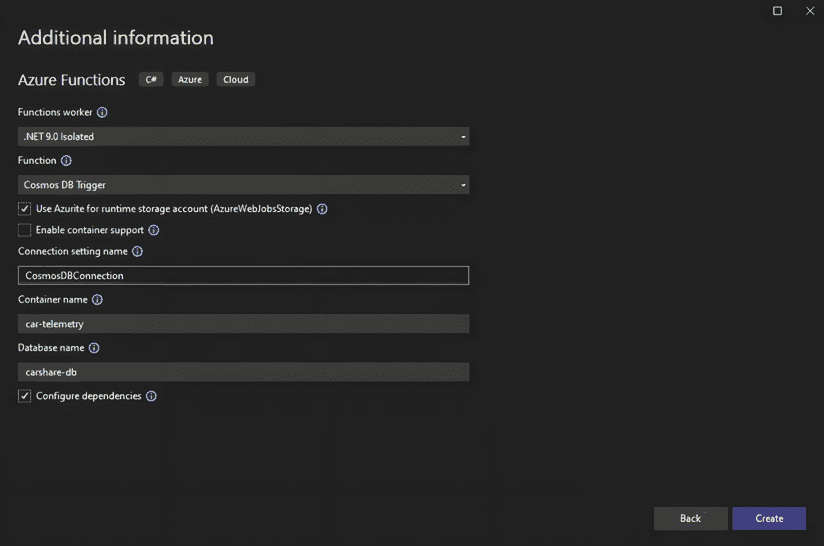 Additional information
Azure Functions C# Azure Cloud
Functions worker
.NET 9.0 Isolated
Function
Cosmos DB Trigger
Use Azurite for runtime storage account (AzureWebJobsStorage)
Enable container support
Connection setting name
CosmosDBConnection
Container name
car-telemetry
Database name
carshare-db
Configure dependencies
Back Create